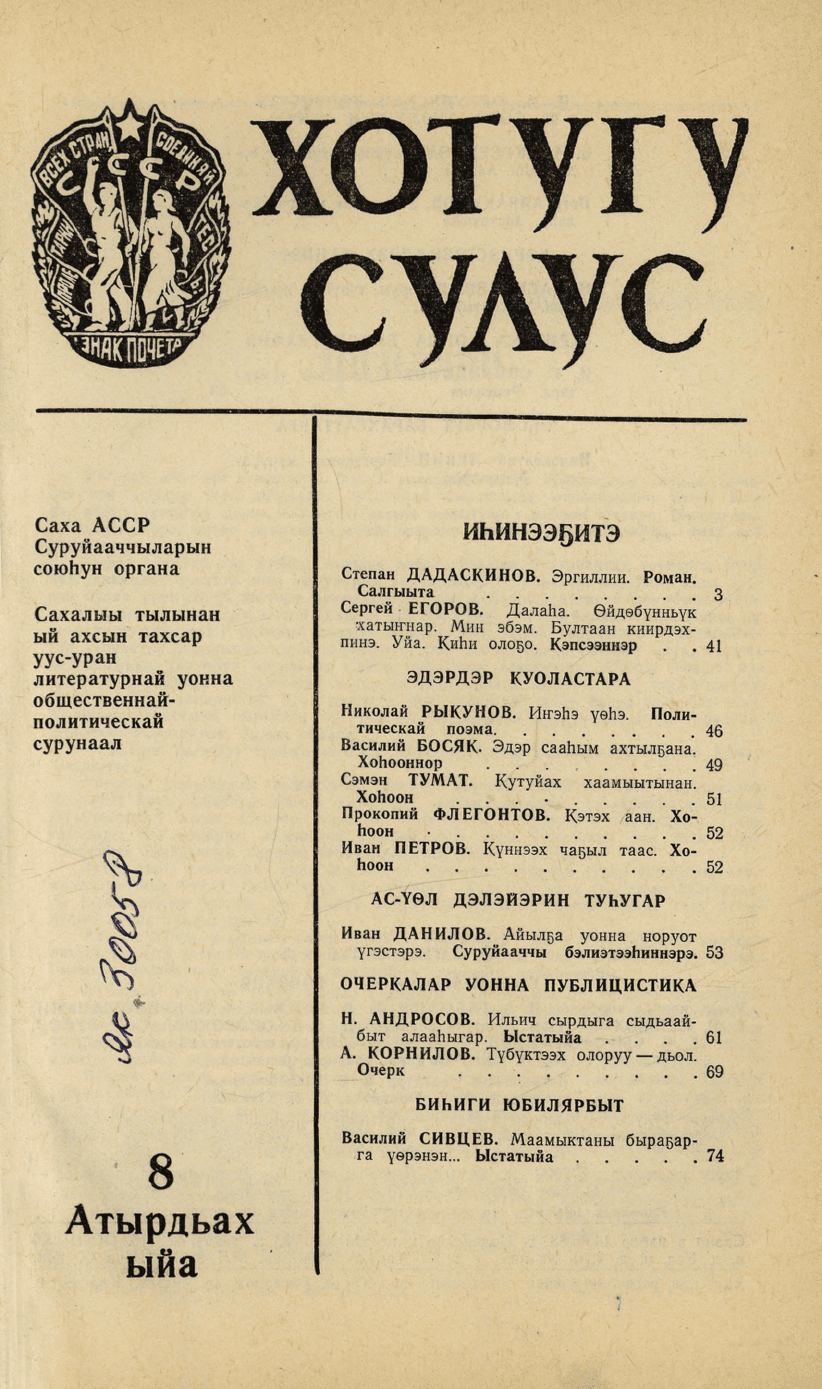 ВСЕХ СТРАН СОЕДИНЯЙ
СССР
ЗНАК ПОЧЕТА
ХОТУГУ
СУЛУС
Саха АССР
Суруйааччыларын
союһун органа
Сахалыы тылынан
ый ахсын тахсар
уус-уран
литературнай уонна
общественнай-
политическай
сурунаал
8
Атырдьах
ыйа
ИҺИНЭЭҔИТЭ
Степан ДАДАСКИНОВ. Эргиллии. Роман.
Салгыыта . . . . . . . . 3
Сергей ЕГОРОВ. Далаһа. Өйдөбүнньүк
хатыҥнар. Мин эбэм. Бултаан киирдэх-
пинэ. Уйа. Киһи олоҕо. Кэпсээннэр . . 41
ЭДЭРДЭР КУОЛАСТАРА
Николай РЫКУНОВ. Иҥэһэ үөһэ. Поли-
тическай поэма. . . . . . . . 46
Василий БОСЯК. Эдэр сааһым ахтылҕана.
Хоһооннор . . . . . . . . 49
Сэмэн ТУМАТ. Кутуйах хаамыытынан.
Хоһоон . . . . . . . . . 51
Прокопий ФЛЕГОНТОВ. Кэтэх аан. Хо-
һоон . . . . . . . . . . 52
Иван ПЕТРОВ. Күннээх чаҕыл таас. Хо-
һоон . . . . . . . . . . 52
АС-ҮӨЛ ДЭЛЭЙЭРИН ТУҺУГАР
Иван ДАНИЛОВ. Айылҕа уонна норуот
үгэстэрэ. Суруйааччы бэлиэтээһиннэрэ. 53
ОЧЕРКАЛАР УОННА ПУБЛИЦИСТИКА
Н. АНДРОСОВ. Ильич сырдыга сыдьаай-
быт алааһыгар. Ыстатыйа . . . . 61
А. КОРНИЛОВ. Түбүктээх олоруу — дьол.
Очерк . . . . . . . . . 69
БИҺИГИ ЮБИЛЯРБЫТ
Василий СИВЦЕВ. Маамыктаны быраҕар-
га үөрэнэн... Ыстатыйа . . . . . 74